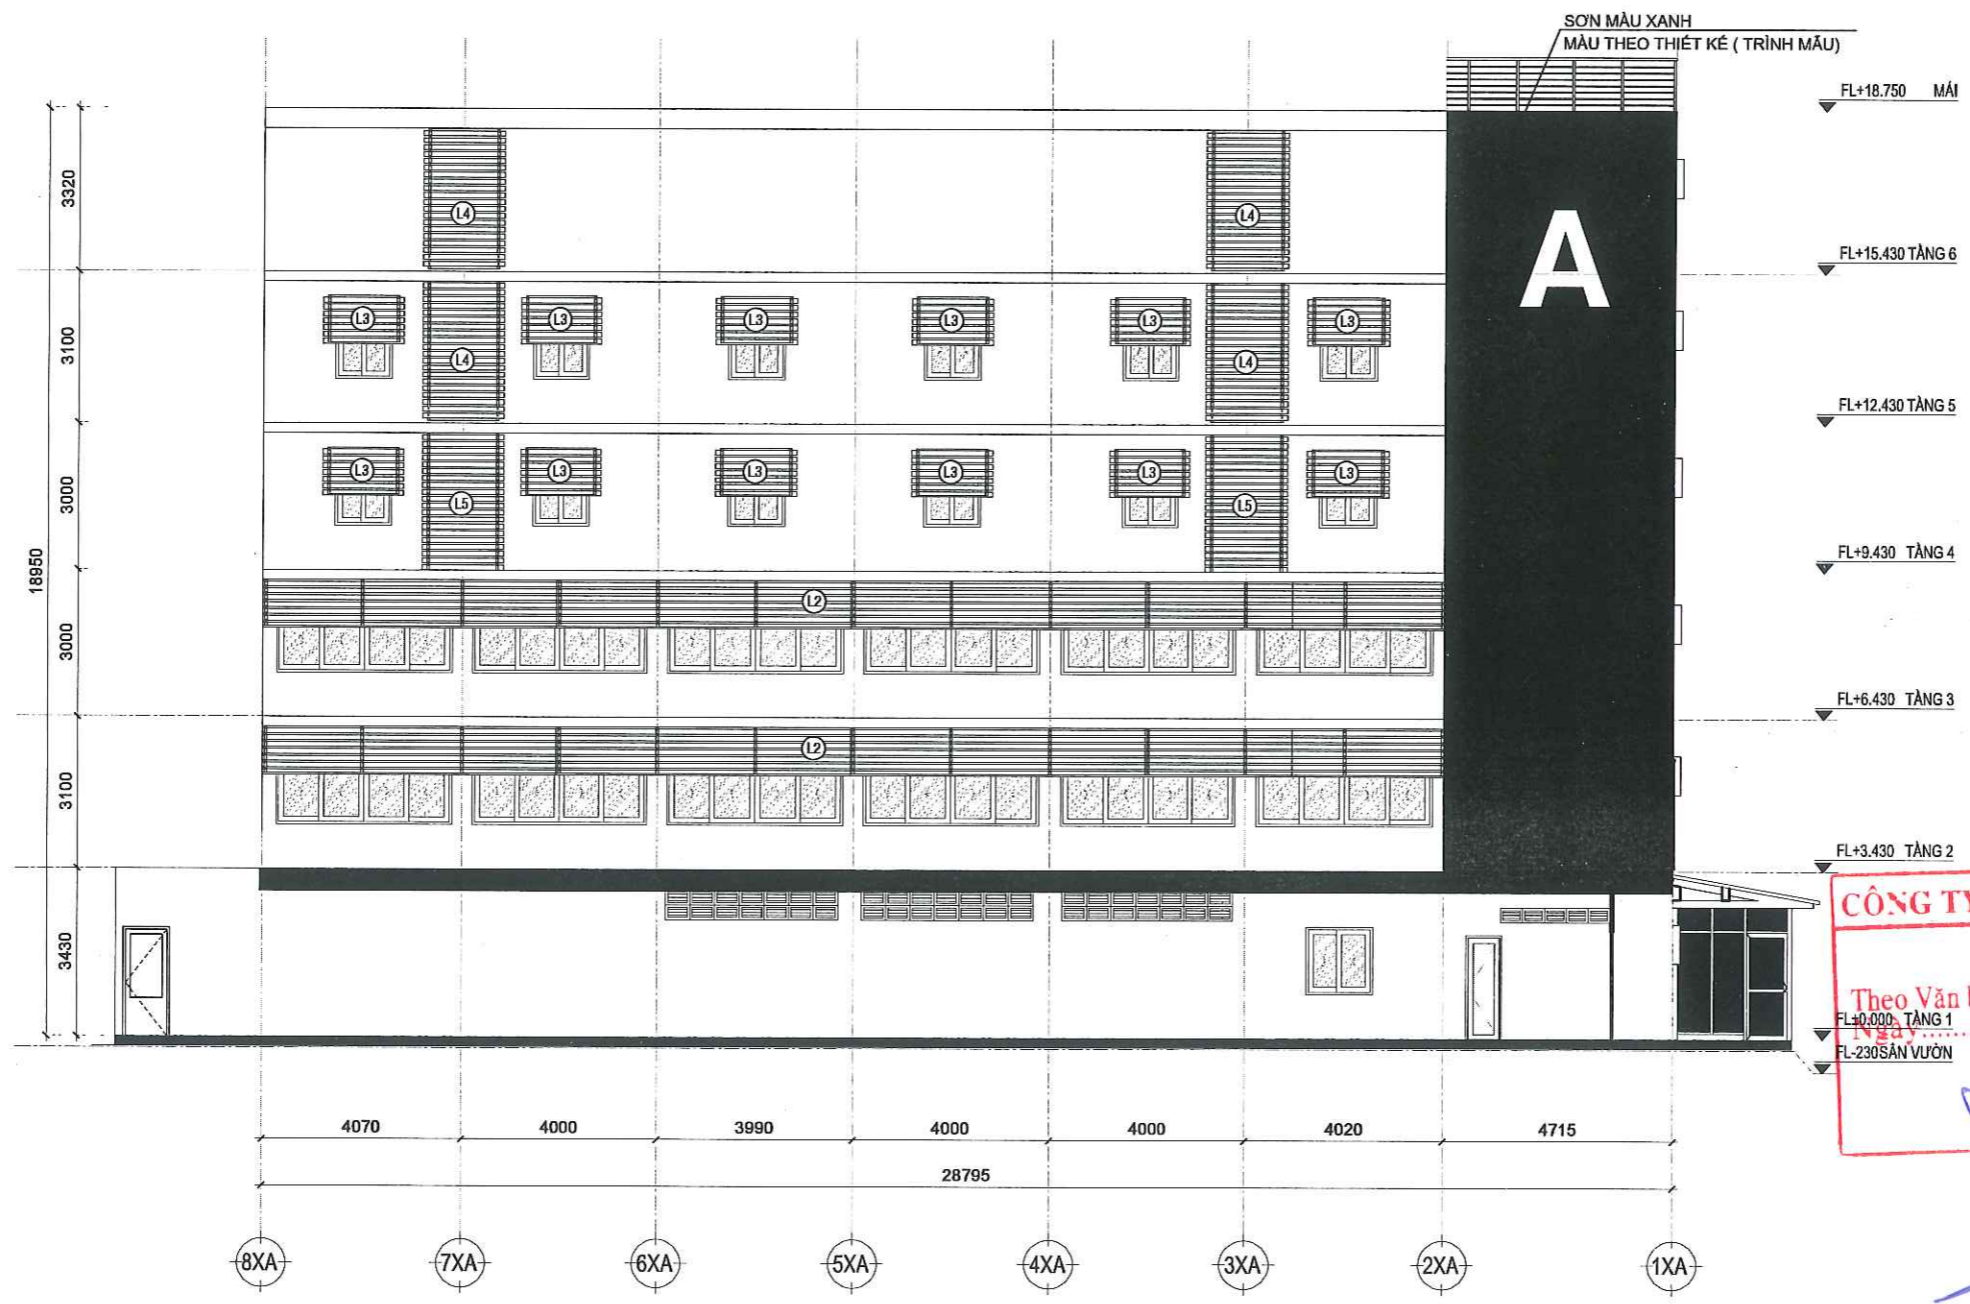 SƠN MÀU XANH
MÀU THEO THIẾT KẾ ( TRÌNH MẪU)
FL+18.750 MÁI
3320
L4
L4
A
FL+15.430 TẦNG 6
3100
L3
L3
L3
L3
L3
L3
L4
L4
FL+12.430 TẦNG 5
3000
L3
L3
L3
L3
L3
L3
L5
L5
FL+9.430 TẦNG 4
18950
3000
L2
FL+6.430 TẦNG 3
3100
L2
FL+3.430 TẦNG 2
3430
CÔNG TY
Theo Văn
FL±0.000 TẦNG 1
Ngày.......
FL-230SÂN VƯỜN
4070 4000 3990 4000 4000 4020 4715
28795
8XA 7XA 6XA 5XA 4XA 3XA 2XA 1XA